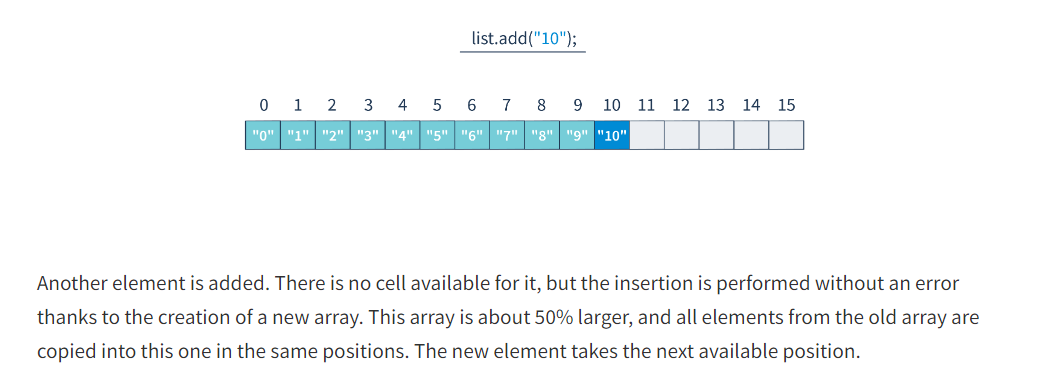 list.add("10");
0 1 2 3 4 5 6 7 8 9 10 11 12 13 14 15
"0" "1" "2" "3" "4" "5" "6" "7" "8" "9" "10"
Another element is added. There is no cell available for it, but the insertion is performed without an error
thanks to the creation of a new array. This array is about 50% larger, and all elements from the old array are
copied into this one in the same positions. The new element takes the next available position.